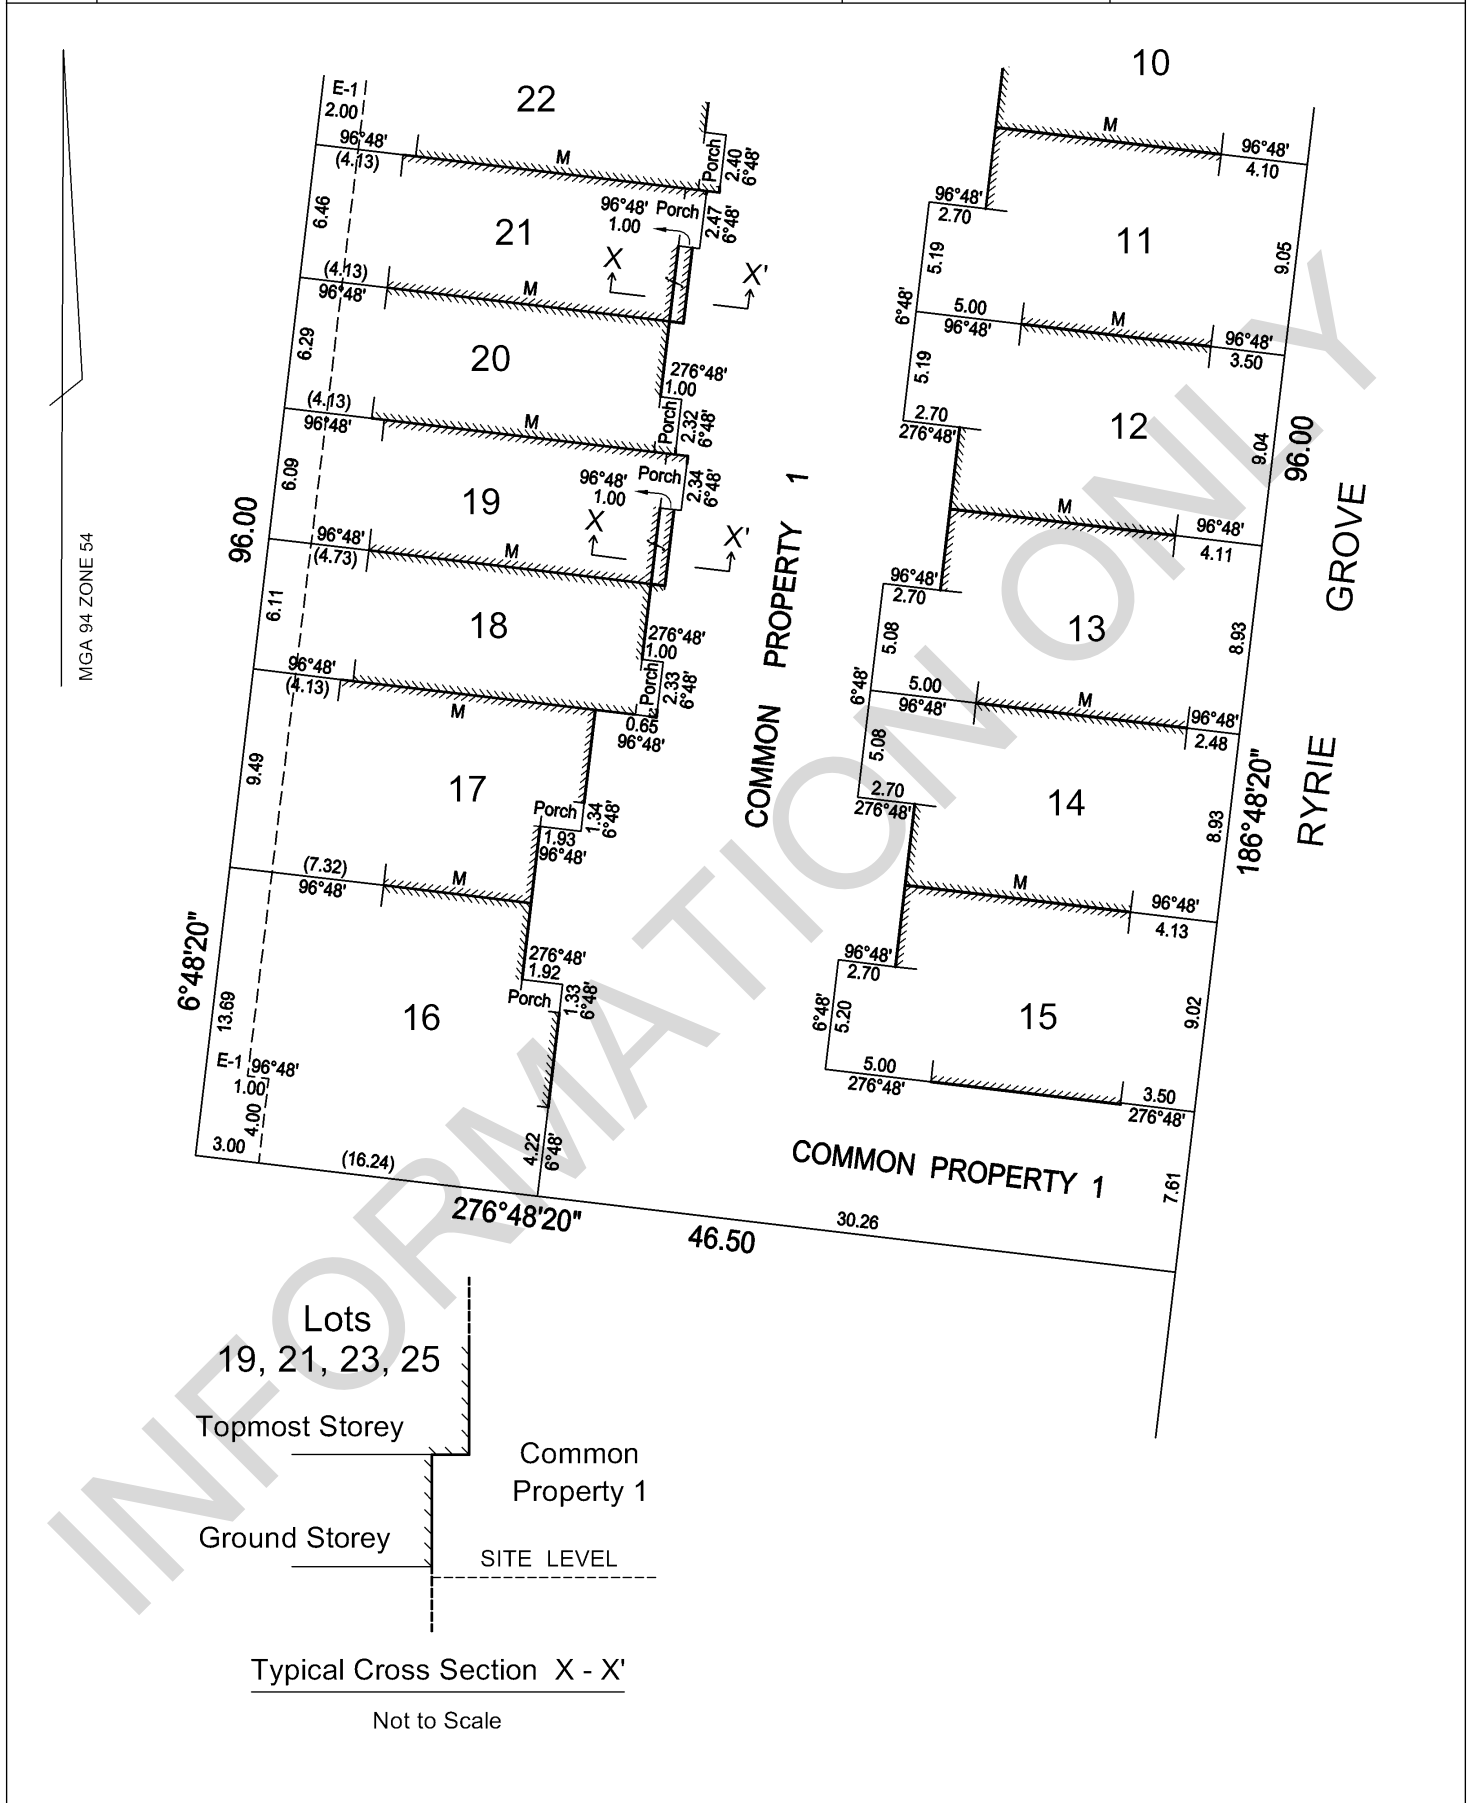 10
E-1
2.00
22
M
96°48'
4.10
96°48'
(4.13)
M
Porch
2.40
6°48'
96°48'
2.70
6.46
21
96°48'
1.00
Porch
2.47
6°48'
11
5.19
9.05
X
X'
(4.13)
96°48'
M
6°48'
5.00
96°48'
M
96°48'
3.50
6.29
20
276°48'
1.00
5.19
(4.13)
96°48'
M
Porch
2.32
6°48'
2.70
276°48'
12
9.04
96.00
96°48'
1.00
Porch
2.34
6°48'
6.09
19
COMMON PROPERTY 1
M
96°48'
4.11
GROVE
96.00
MGA 94 ZONE 54
X
X'
96°48'
(4.73)
M
96°48'
2.70
6.11
18
276°48'
1.00
5.08
13
8.93
96°48'
(4.13)
M
Porch
2.33
6°48'
0.65
96°48'
6°48'
5.00
96°48'
M
96°48'
2.48
5.08
9.49
17
2.70
276°48'
14
8.93
186°48'20"
RYRIE
Porch
1.34
6°48'
1.93
96°48'
(7.32)
96°48'
M
M
96°48'
4.13
6°48'20"
276°48'
1.92
Porch
1.33
6°48'
96°48'
2.70
13.69
16
6°48'
5.20
15
9.02
E-1
96°48'
1.00
4.00
5.00
276°48'
3.50
276°48'
3.00
(16.24)
4.22
6°48'
COMMON PROPERTY 1
7.61
276°48'20"
46.50
30.26
Lots
19, 21, 23, 25
Topmost Storey
Common
Property 1
Ground Storey
SITE LEVEL
Typical Cross Section X - X'
Not to Scale
INFORMATION ONLY